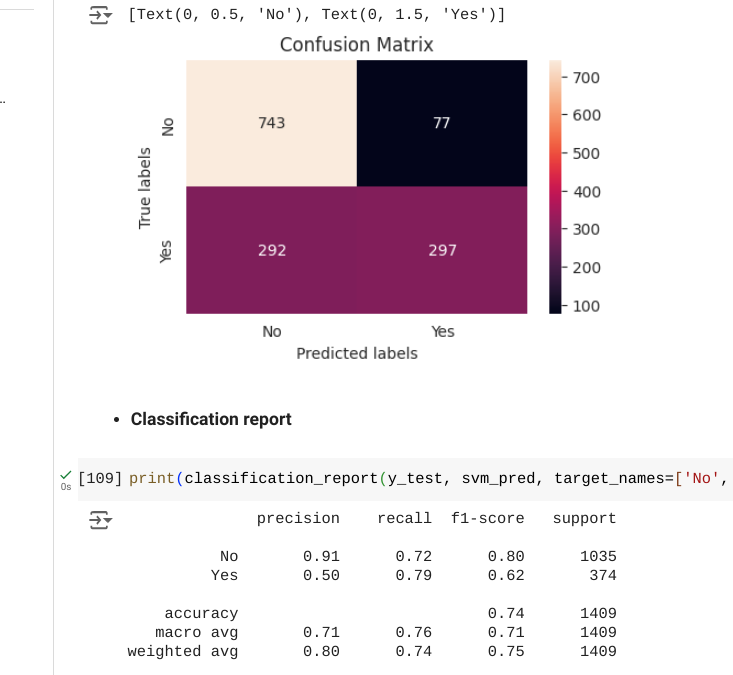 [Text(0, 0.5, 'No'), Text(0, 1.5, 'Yes')]
Confusion Matrix
743 77
292 297
No
Yes
True labels
No Yes
Predicted labels
700
600
500
400
300
200
100
• Classification report
0s
[109] print(classification_report(y_test, svm_pred, target_names=['No',
precision recall f1-score support
No 0.91 0.72 0.80 1035
Yes 0.50 0.79 0.62 374
accuracy 0.74 1409
macro avg 0.71 0.76 0.71 1409
weighted avg 0.80 0.74 0.75 1409